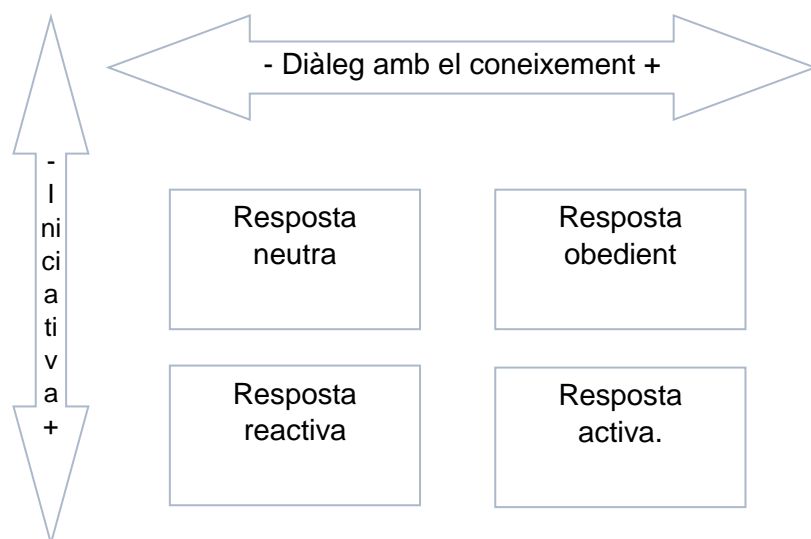 - Diàleg amb el coneixement +
-
I
ni
ci
a
ti
v
a
+
Resposta
neutra
Resposta
obedient
Resposta
reactiva
Resposta
activa.